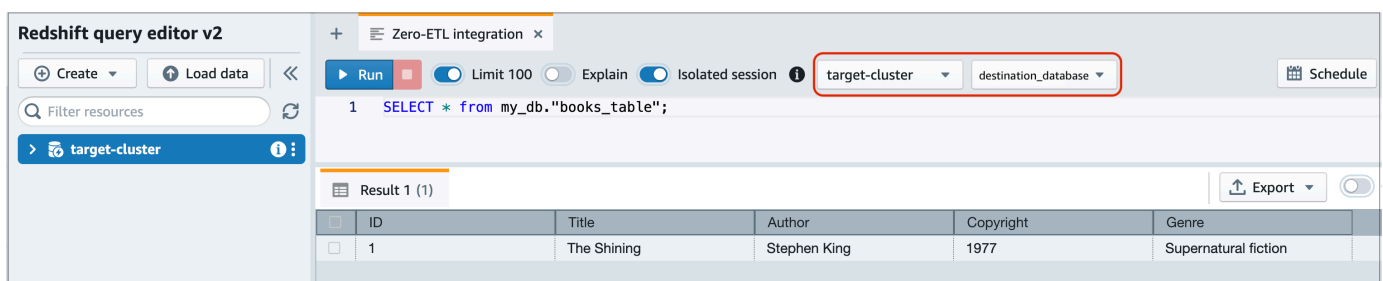 Redshift query editor v2
+ Zero-ETL integration ×
Create Load data
Run Limit 100 Explain Isolated session target-cluster destination_database Schedule
Filter resources
1 SELECT * from my_db."books_table";
target-cluster
Result 1 (1) Export
ID Title Author Copyright Genre
1 The Shining Stephen King 1977 Supernatural fiction